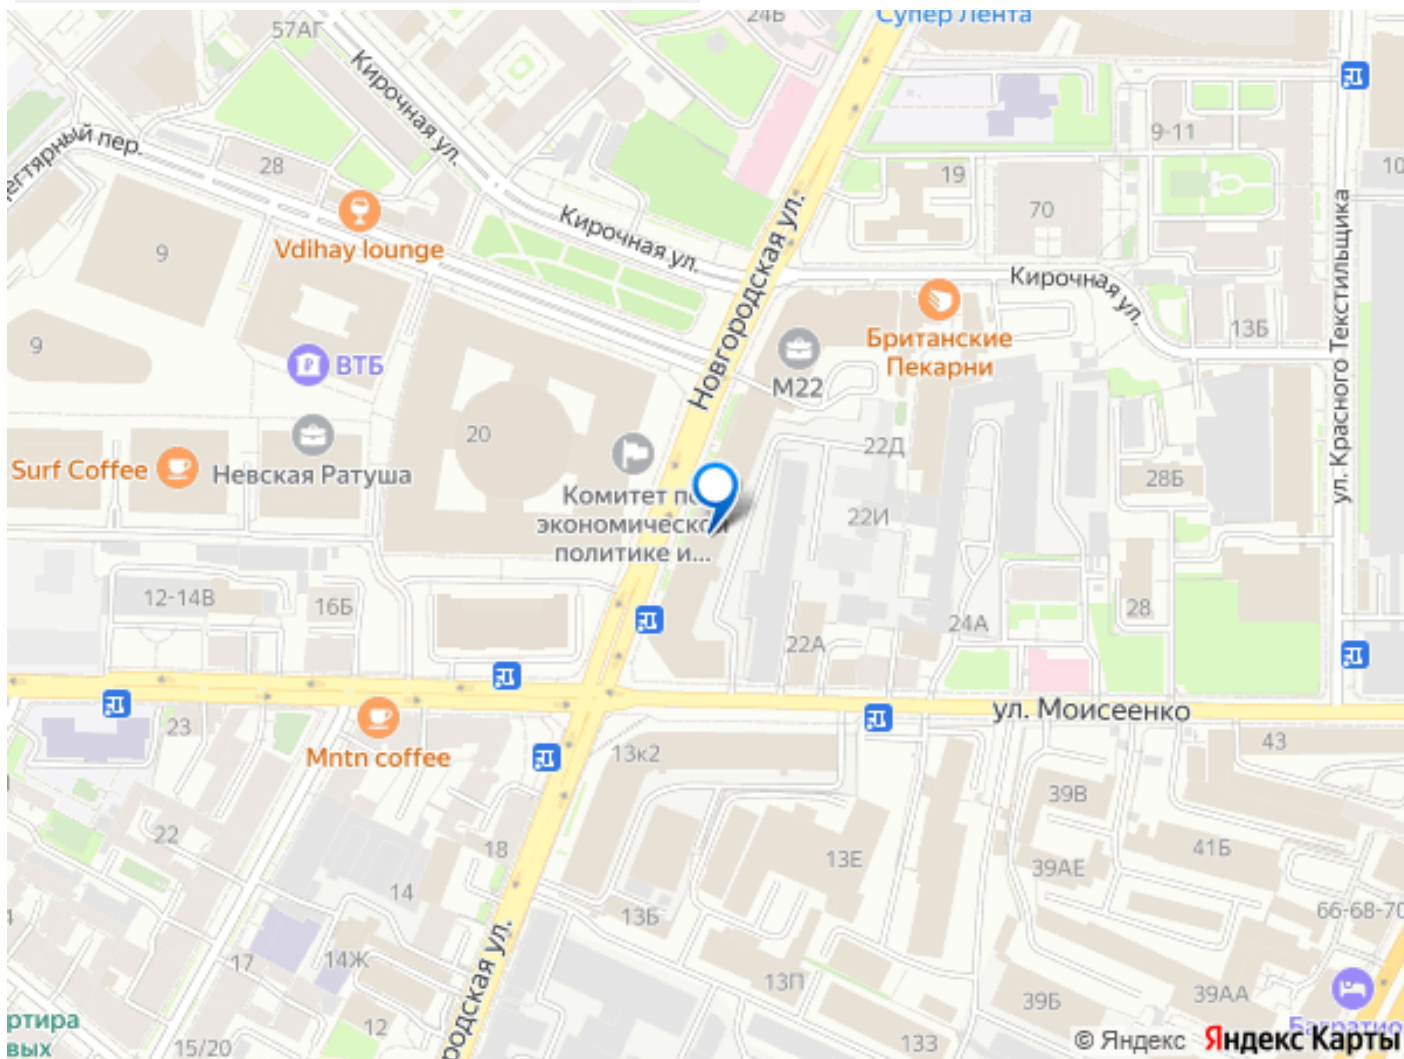 57АГ
24Б
Супер Лента
Кирочная ул.
9-11
10
28
19
70
Vdihay lounge
9
Кирочная ул.
Новгородская ул.
Кирочная ул.
ул. Красного Текстильщика
13Б
9
ВТБ
Британские
Пекарни
М22
20
22Д
Surf Coffee
Невская Ратуша
28Б
Комитет по
экономической
политике и...
22И
12-14В
16Б
28
24А
22А
ул. Моисеенко
23
Mntn coffee
13к2
43
39В
22
18
13Е
41Б
39АЕ
14
13Б
66-68-70
17
14Ж
13П
39Б
39АА
12
15/20
133
© Яндекс Яндекс Карты